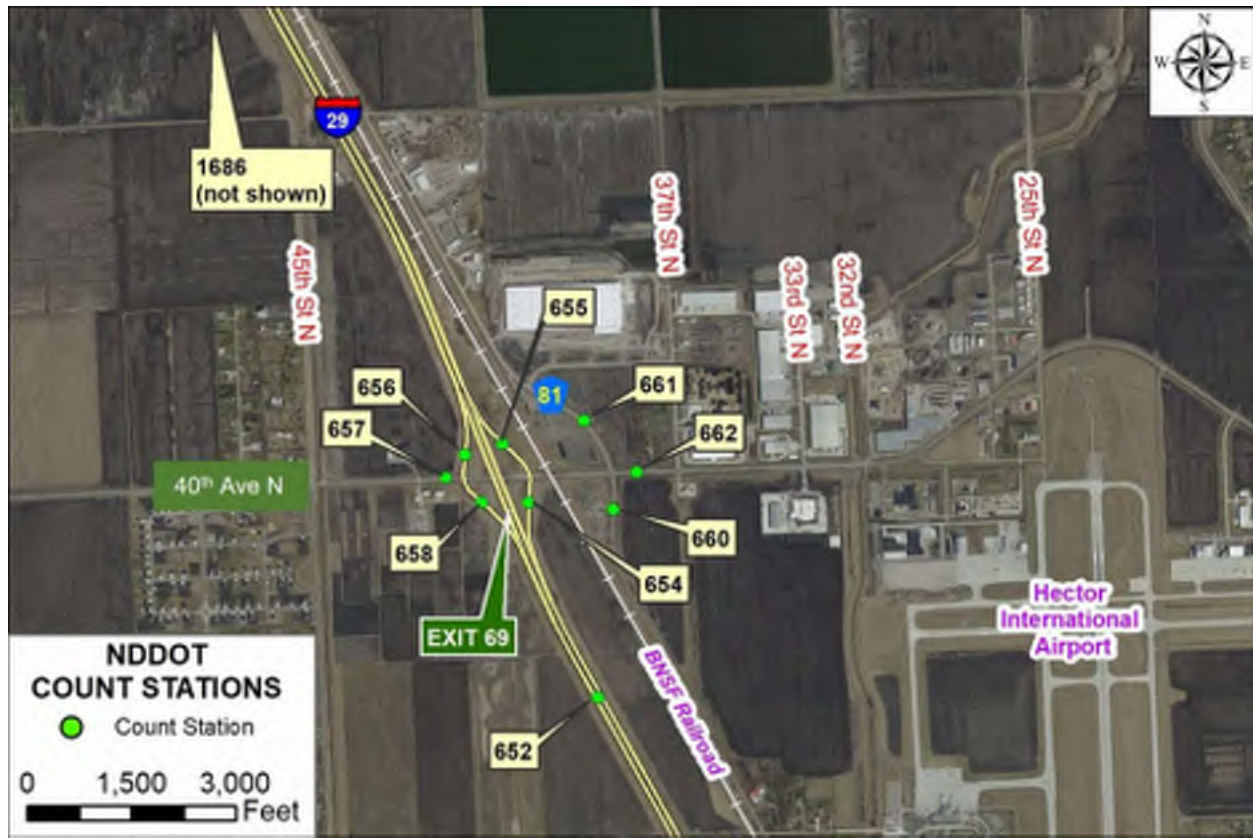 N
W E
S
29
1686
(not shown)
37th St N
25th St N
45th St N
33rd St N
32nd St N
655
656
81
661
657
662
40th Ave N
658
660
654
EXIT 69
Hector
International
Airport
BNSF Railroad
652
NDDOT
COUNT STATIONS
Count Station
0 1,500 3,000
Feet